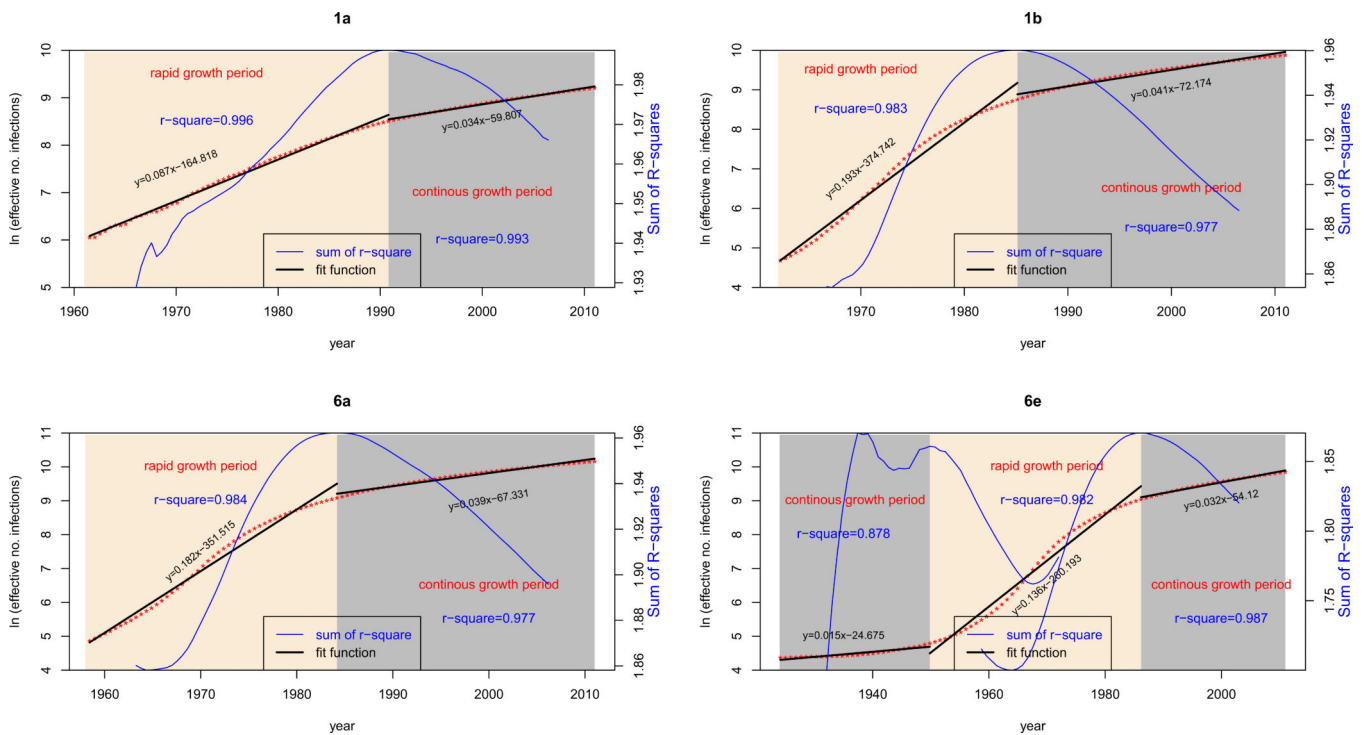 1a
ln (effective no. infections)
10
9
8
7
6
5
rapid growth period
r−square=0.996
y=0.087x−164.818
y=0.034x−59.807
continous growth period
r−square=0.993
sum of r−square
fit function
1.98
1.97
1.96
1.95
1.94
1.93
Sum of R−squares
1960
1970
1980
1990
2000
2010
year
1b
ln (effective no. infections)
10
9
8
7
6
5
4
rapid growth period
r−square=0.983
y=0.193x−374.742
y=0.041x−72.174
continous growth period
r−square=0.977
sum of r−square
fit function
1.96
1.94
1.92
1.90
1.88
1.86
Sum of R−squares
1970
1980
1990
2000
2010
year
6a
ln (effective no. infections)
11
10
9
8
7
6
5
4
rapid growth period
r−square=0.984
y=0.182x−351.515
y=0.039x−67.331
continous growth period
r−square=0.977
sum of r−square
fit function
1.96
1.94
1.92
1.90
1.88
1.86
Sum of R−squares
1960
1970
1980
1990
2000
2010
year
6e
ln (effective no. infections)
11
10
9
8
7
6
5
4
continous growth period
r−square=0.878
y=0.015x−24.675
rapid growth period
r−square=0.982
y=0.136x−260.193
y=0.032x−54.12
continous growth period
r−square=0.987
sum of r−square
fit function
1.85
1.80
1.75
Sum of R−squares
1940
1960
1980
2000
year